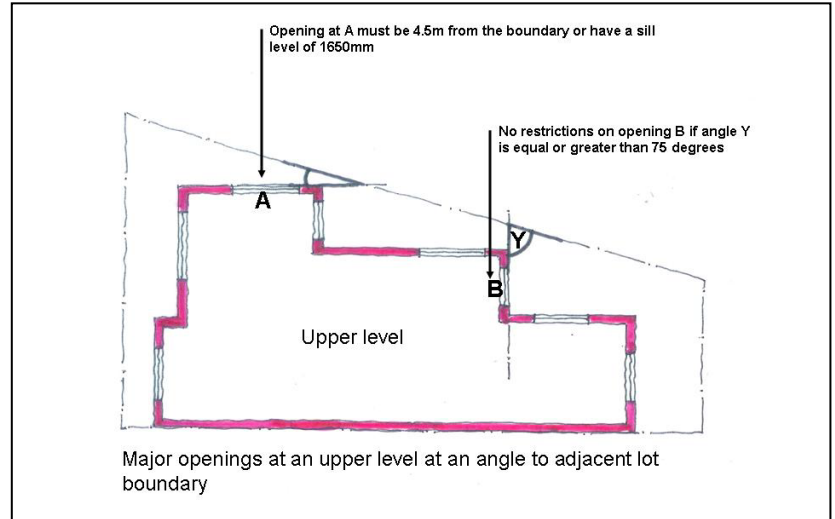 Opening at A must be 4.5m from the boundary or have a sill
level of 1650mm
No restrictions on opening B if angle Y
is equal or greater than 75 degrees
A
Y
B
Upper level
Major openings at an upper level at an angle to adjacent lot
boundary